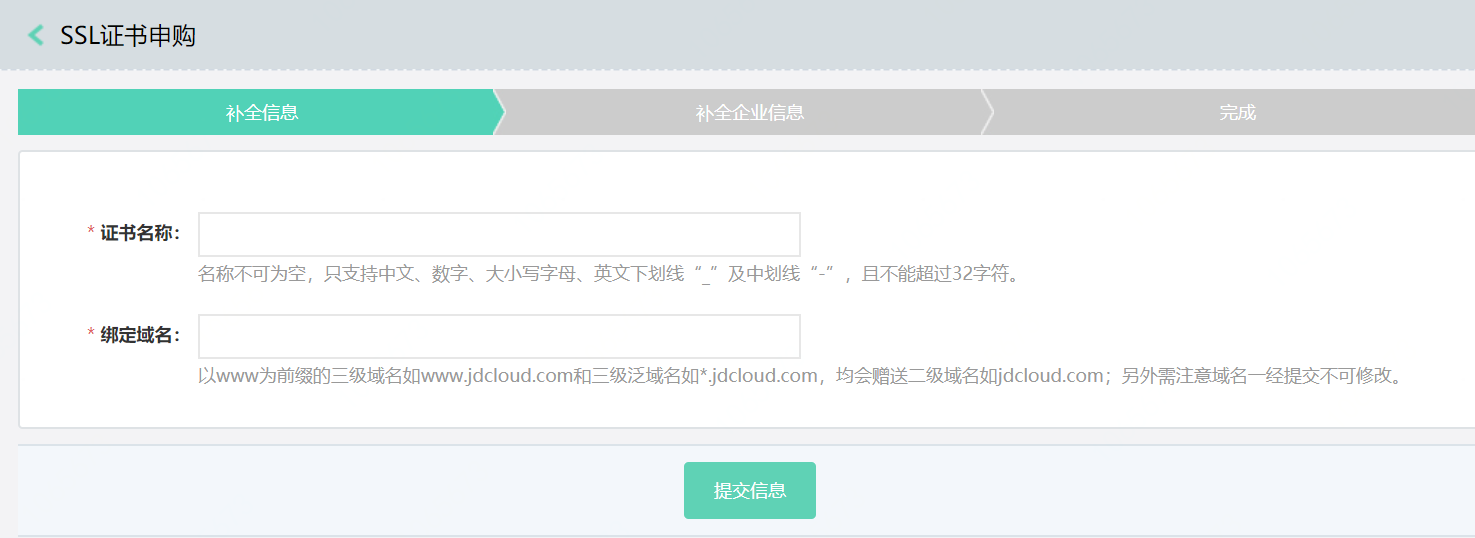 SSL证书申购
补全信息
补全企业信息
完成
* 证书名称：
名称不可为空，只支持中文、数字、大小写字母、英文下划线“_”及中划线“-”，且不能超过32字符。
* 绑定域名：
以www为前缀的三级域名如www.jdcloud.com和三级泛域名如*.jdcloud.com，均会赠送二级域名如jdcloud.com；另外需注意域名一经提交不可修改。
提交信息